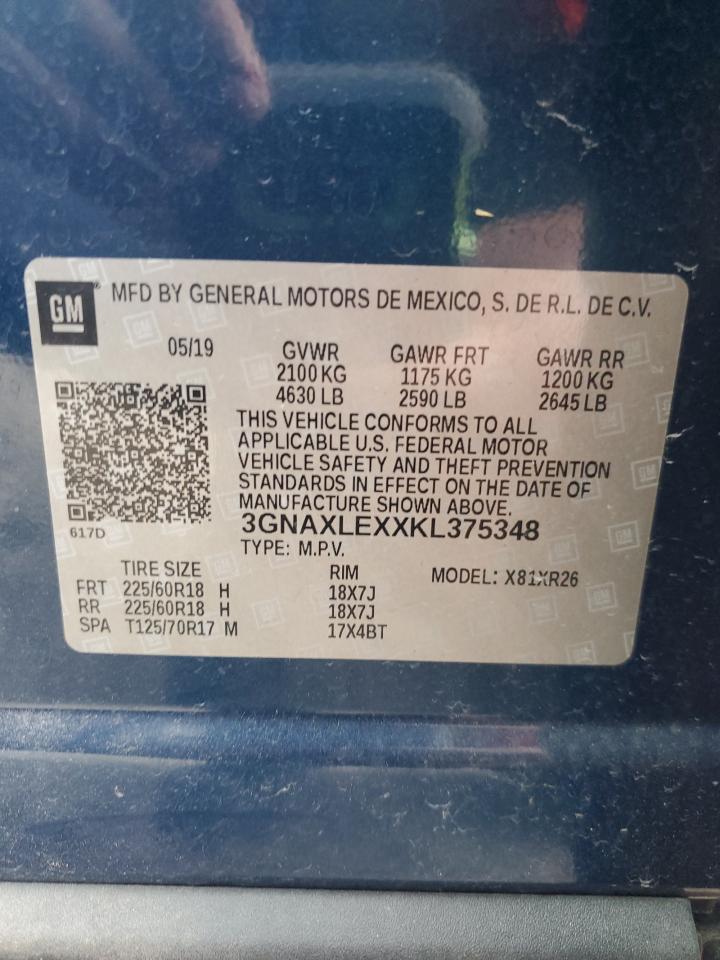 GM® MFD BY GENERAL MOTORS DE MEXICO, S. DE R.L. DE C.V.
05/19 GVWR GAWR FRT GAWR RR
2100 KG 1175 KG 1200 KG
4630 LB 2590 LB 2645 LB
THIS VEHICLE CONFORMS TO ALL
APPLICABLE U.S. FEDERAL MOTOR
VEHICLE SAFETY AND THEFT PREVENTION
STANDARDS IN EFFECT ON THE DATE OF
MANUFACTURE SHOWN ABOVE.
617D 3GNAXLEXXKL375348
TYPE: M.P.V.
TIRE SIZE RIM MODEL: X81XR26
FRT 225/60R18 H 18X7J
RR 225/60R18 H 18X7J
SPA T125/70R17 M 17X4BT